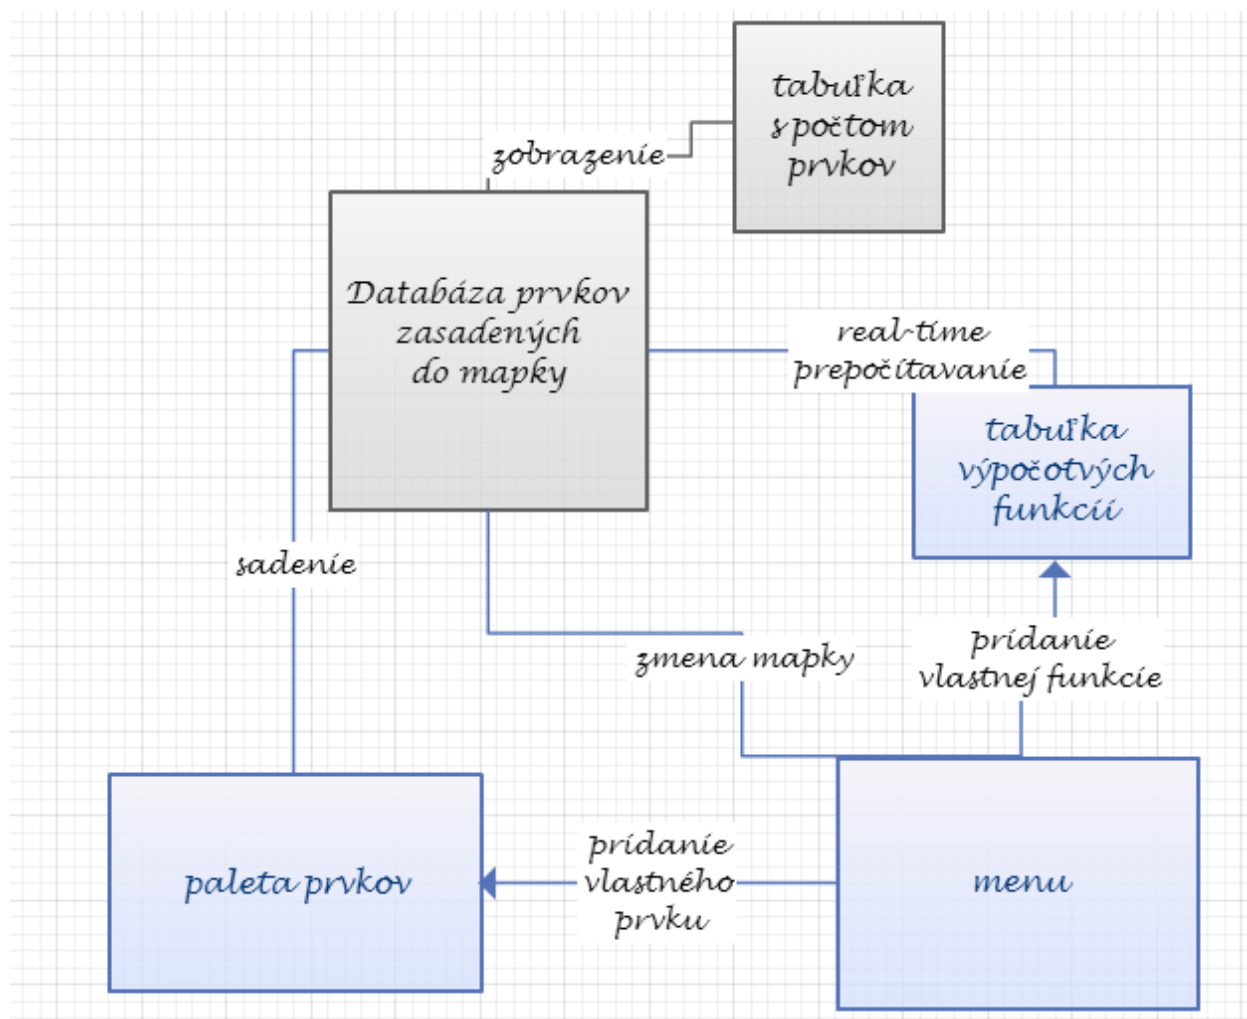 tabuľka
s počtom
prvkov
zobrazenie
Databáza prvkov
zasadených
do mapky
real-time
prepočítavanie
tabuľka
výpočotvých
funkcií
sadenie
zmena mapky
pridanie
vlastnej funkcie
paleta prvkov
pridanie
vlastného
prvku
menu